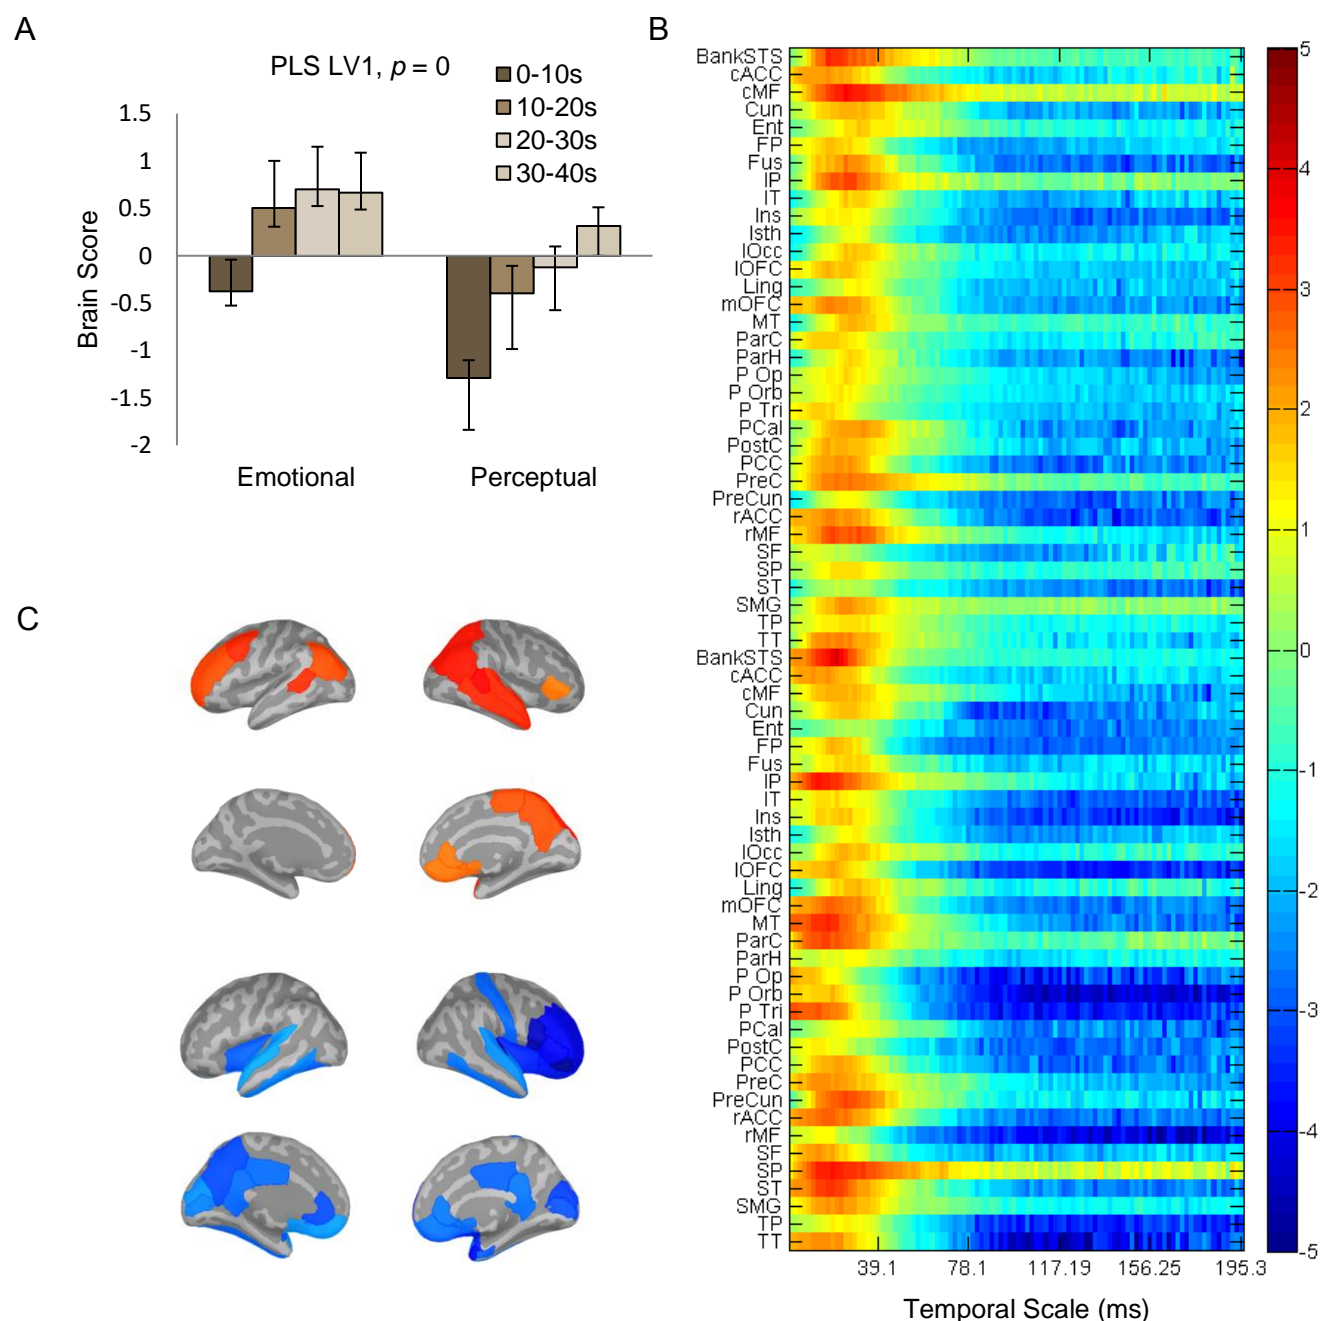 A
PLS LV1, p = 0
0-10s
10-20s
20-30s
30-40s
Brain Score
1.5
1
0.5
0
-0.5
-1
-1.5
-2
Emotional
Perceptual
B
BankSTS
cACC
cMF
Cun
Ent
FP
Fus
IP
IT
Ins
Isth
lOcc
lOFC
Ling
mOFC
MT
ParC
ParH
P Op
P Orb
P Tri
PCal
PostC
PCC
PreC
PreCun
rACC
rMF
SF
SP
ST
SMG
TP
TT
BankSTS
cACC
cMF
Cun
Ent
FP
Fus
IP
IT
Ins
Isth
lOcc
lOFC
Ling
mOFC
MT
ParC
ParH
P Op
P Orb
P Tri
PCal
PostC
PCC
PreC
PreCun
rACC
rMF
SF
SP
ST
SMG
TP
TT
39.1 78.1 117.19 156.25 195.3
Temporal Scale (ms)
5
4
3
2
1
0
-1
-2
-3
-4
-5
C